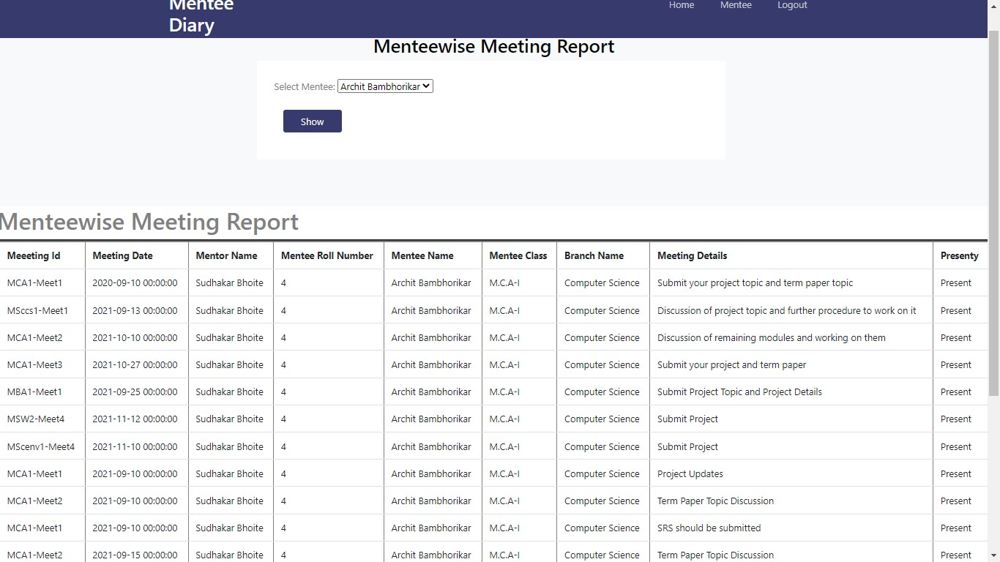 Mentee
Diary
Home Mentee Logout
Menteewise Meeting Report
Select Mentee: Archit Bambhorikar
Show
Menteewise Meeting Report
Meeeting Id Meeting Date Mentor Name Mentee Roll Number Mentee Name Mentee Class Branch Name Meeting Details Presenty
MCA1-Meet1 2020-09-10 00:00:00 Sudhakar Bhoite 4 Archit Bambhorikar M.C.A-I Computer Science Submit your project topic and term paper topic Present
MSccs1-Meet1 2021-09-13 00:00:00 Sudhakar Bhoite 4 Archit Bambhorikar M.C.A-I Computer Science Discussion of project topic and further procedure to work on it Present
MCA1-Meet2 2021-10-10 00:00:00 Sudhakar Bhoite 4 Archit Bambhorikar M.C.A-I Computer Science Discussion of remaining modules and working on them Present
MCA1-Meet3 2021-10-27 00:00:00 Sudhakar Bhoite 4 Archit Bambhorikar M.C.A-I Computer Science Submit your project and term paper Present
MBA1-Meet1 2021-09-25 00:00:00 Sudhakar Bhoite 4 Archit Bambhorikar M.C.A-I Computer Science Submit Project Topic and Project Details Present
MSW2-Meet4 2021-11-12 00:00:00 Sudhakar Bhoite 4 Archit Bambhorikar M.C.A-I Computer Science Submit Project Present
MScenv1-Meet4 2021-11-10 00:00:00 Sudhakar Bhoite 4 Archit Bambhorikar M.C.A-I Computer Science Submit Project Present
MCA1-Meet1 2021-09-10 00:00:00 Sudhakar Bhoite 4 Archit Bambhorikar M.C.A-I Computer Science Project Updates Present
MCA1-Meet2 2021-09-10 00:00:00 Sudhakar Bhoite 4 Archit Bambhorikar M.C.A-I Computer Science Term Paper Topic Discussion Present
MCA1-Meet1 2021-09-10 00:00:00 Sudhakar Bhoite 4 Archit Bambhorikar M.C.A-I Computer Science SRS should be submitted Present
MCA1-Meet2 2021-09-15 00:00:00 Sudhakar Bhoite 4 Archit Bambhorikar M.C.A-I Computer Science Term Paper Topic Discussion Present